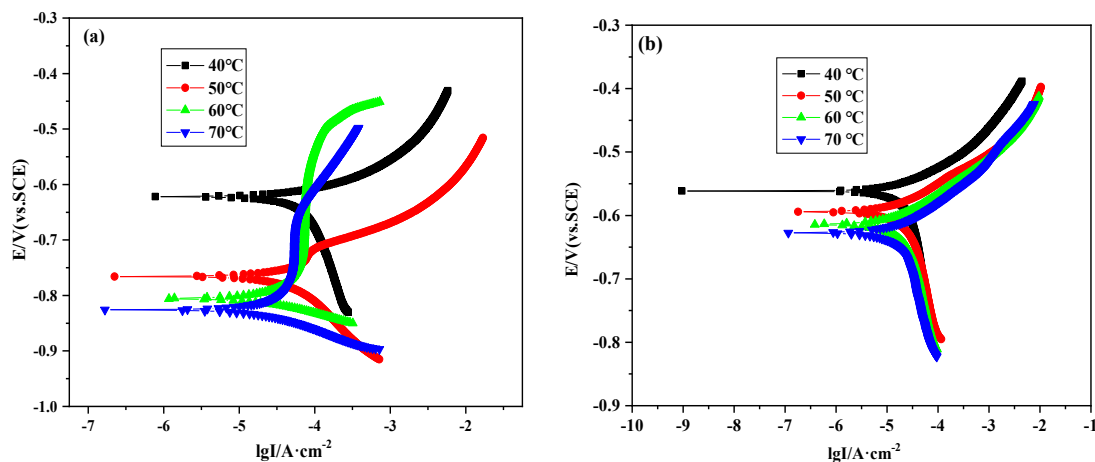 (a)
40°C
50°C
60°C
70°C
-0.3
-0.4
-0.5
-0.6
-0.7
-0.8
-0.9
-1.0
E/V(vs.SCE)
-7 -6 -5 -4 -3 -2
lgI/A·cm-2
(b)
40 °C
50 °C
60 °C
70 °C
-0.3
-0.4
-0.5
-0.6
-0.7
-0.8
-0.9
E/V(vs.SCE)
-10 -9 -8 -7 -6 -5 -4 -3 -2 -1
lgI/A·cm-2